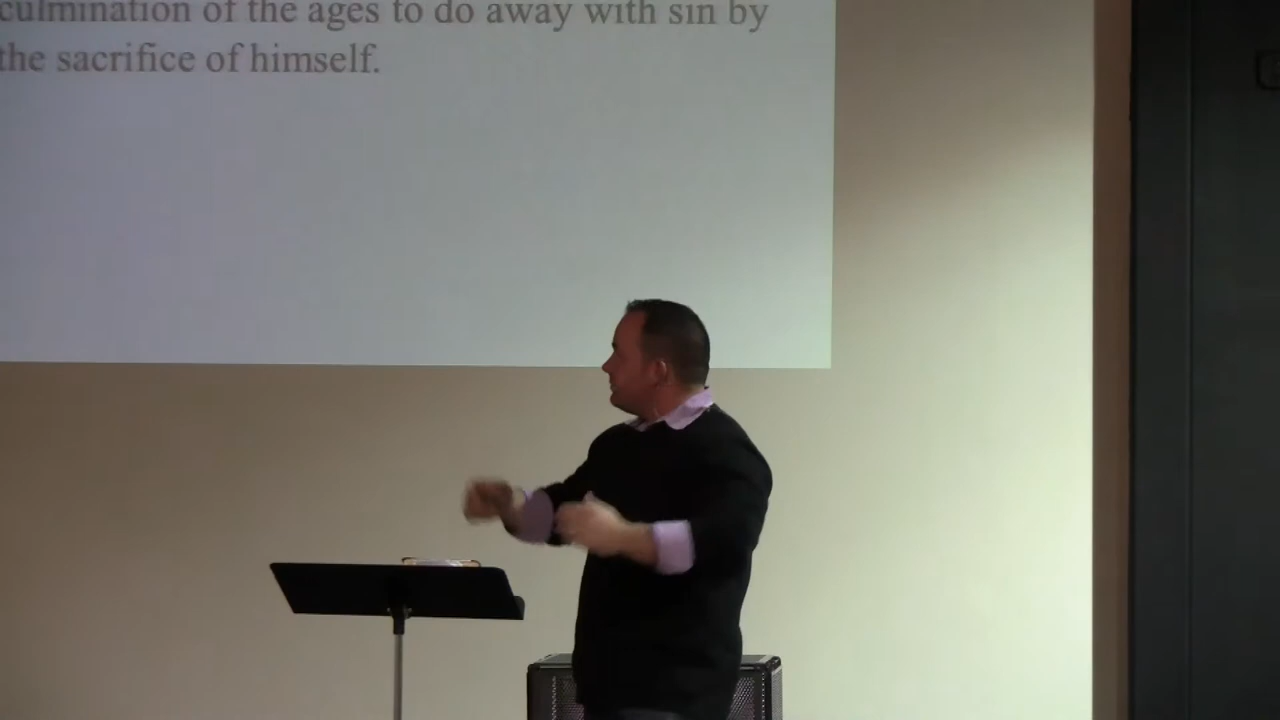 culmination of the ages to do away with sin by
the sacrifice of himself.